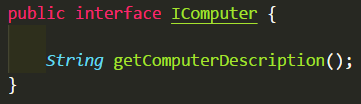 public interface IComputer {
String getComputerDescription();
}